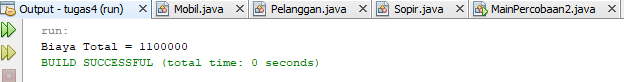 Output - tugas4 (run) Mobil.java Pelanggan.java Sopir.java MainPercobaan2.java
run:
Biaya Total = 1100000
BUILD SUCCESSFUL (total time: 0 seconds)